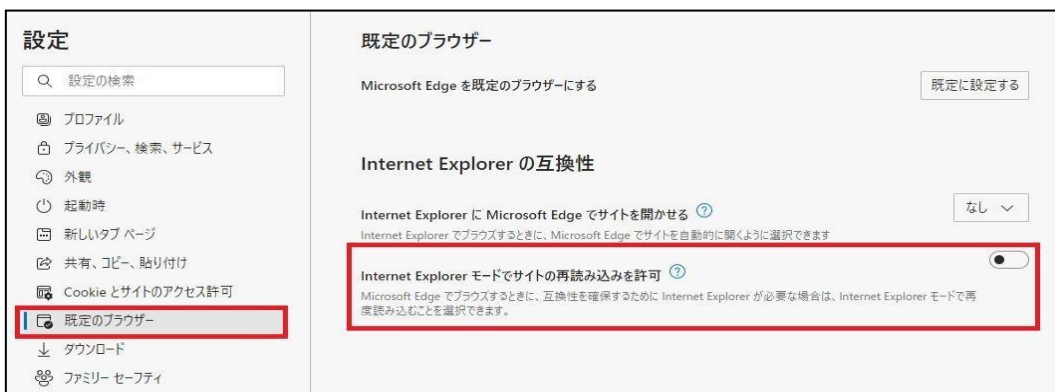 設定
設定の検索
プロファイル
プライバシー、検索、サービス
外観
起動時
新しいタブ ページ
共有、コピー、貼り付け
Cookie とサイトのアクセス許可
既定のブラウザー
ダウンロード
ファミリー セーフティ
既定のブラウザー
Microsoft Edge を既定のブラウザーにする
既定に設定する
Internet Explorer の互換性
Internet Explorer に Microsoft Edge でサイトを開かせる
なし
Internet Explorer でブラウズするときに、Microsoft Edge でサイトを自動的に開くように選択できます
Internet Explorer モードでサイトの再読み込みを許可
Microsoft Edge でブラウズするときに、互換性を確保するために Internet Explorer が必要な場合は、Internet Explorer モードで再
度読み込むことを選択できます。